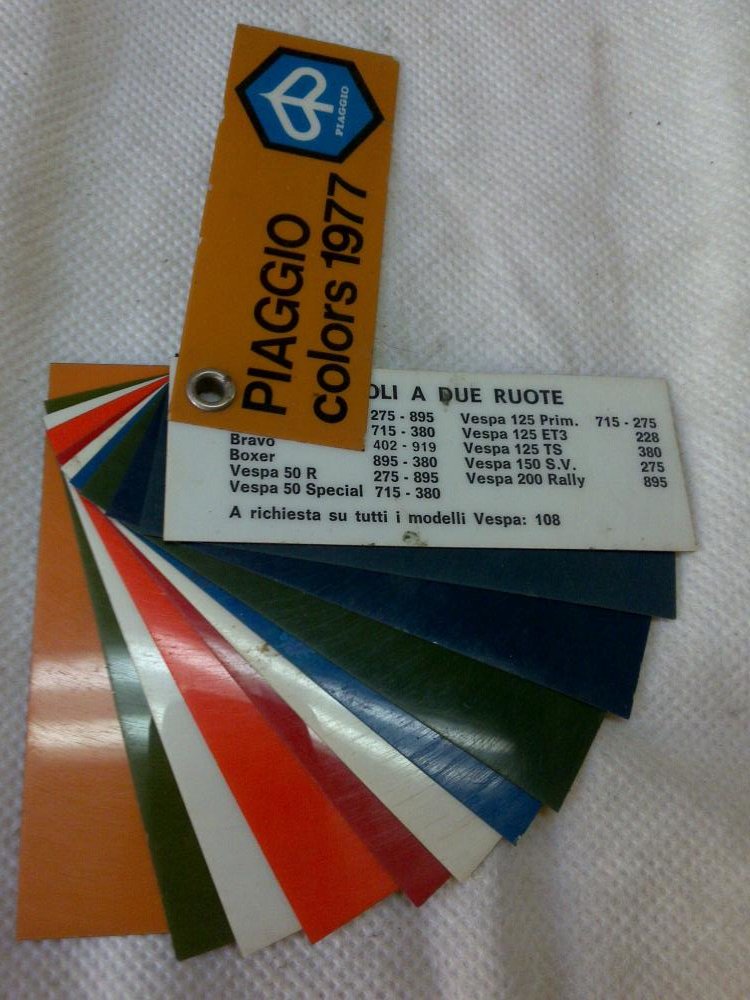 PIAGGIO
PIAGGIO
colors 1977
OLI A DUE RUOTE
275 - 895
715 - 380
Bravo 402 - 919
Boxer 895 - 380
Vespa 50 R 275 - 895
Vespa 50 Special 715 - 380
Vespa 125 Prim. 715 - 275
Vespa 125 ET3 228
Vespa 125 TS 380
Vespa 150 S.V. 275
Vespa 200 Rally 895
A richiesta su tutti i modelli Vespa: 108